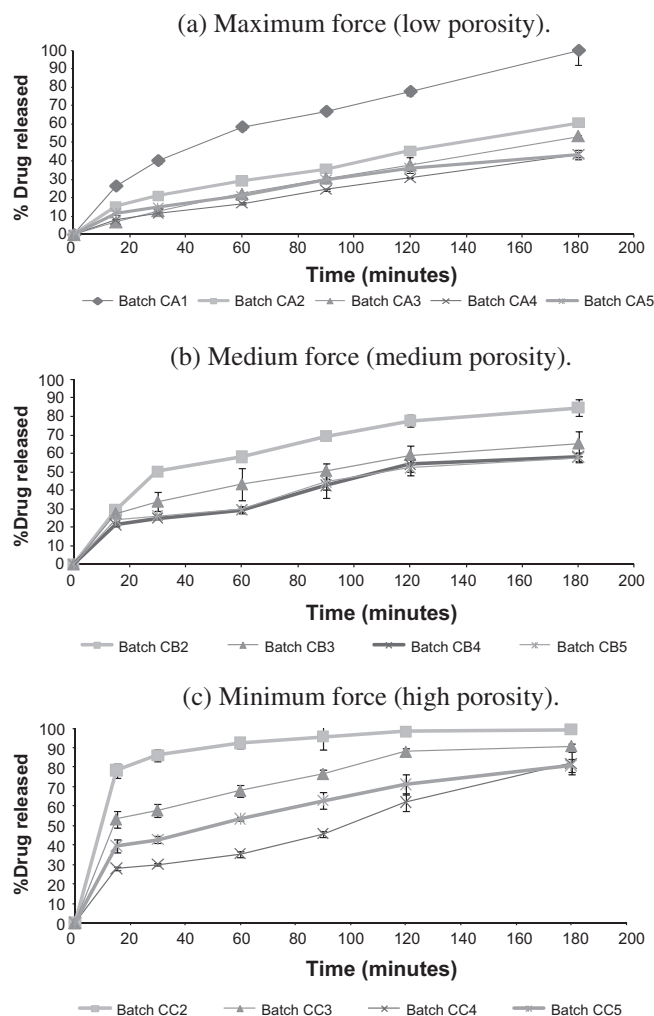 (a) Maximum force (low porosity).
% Drug released
100
90
80
70
60
50
40
30
20
10
0
0 20 40 60 80 100 120 140 160 180 200
Time (minutes)
Batch CA1 Batch CA2 Batch CA3 Batch CA4 Batch CA5
(b) Medium force (medium porosity).
%Drug released
100
90
80
70
60
50
40
30
20
10
0
0 20 40 60 80 100 120 140 160 180 200
Time (minutes)
Batch CB2 Batch CB3 Batch CB4 Batch CB5
(c) Minimum force (high porosity).
%Drug released
100
90
80
70
60
50
40
30
20
10
0
0 20 40 60 80 100 120 140 160 180 200
Time (minutes)
Batch CC2 Batch CC3 Batch CC4 Batch CC5